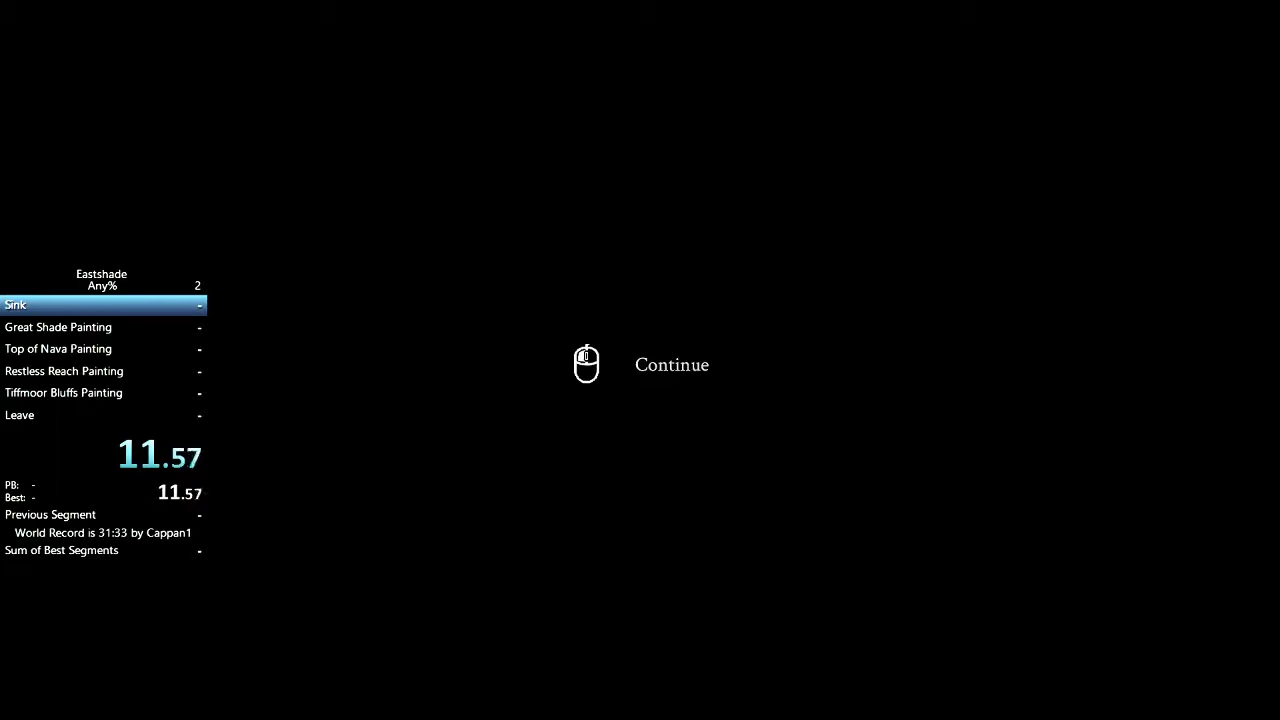 Eastshade
Any% 2
Sink -
Great Shade Painting -
Top of Nava Painting -
Restless Reach Painting -
Tiffmoor Bluffs Painting -
Leave -
11.57
PB: -
Best: - 11.57
Previous Segment -
World Record is 31:33 by Cappan1
Sum of Best Segments -
Continue